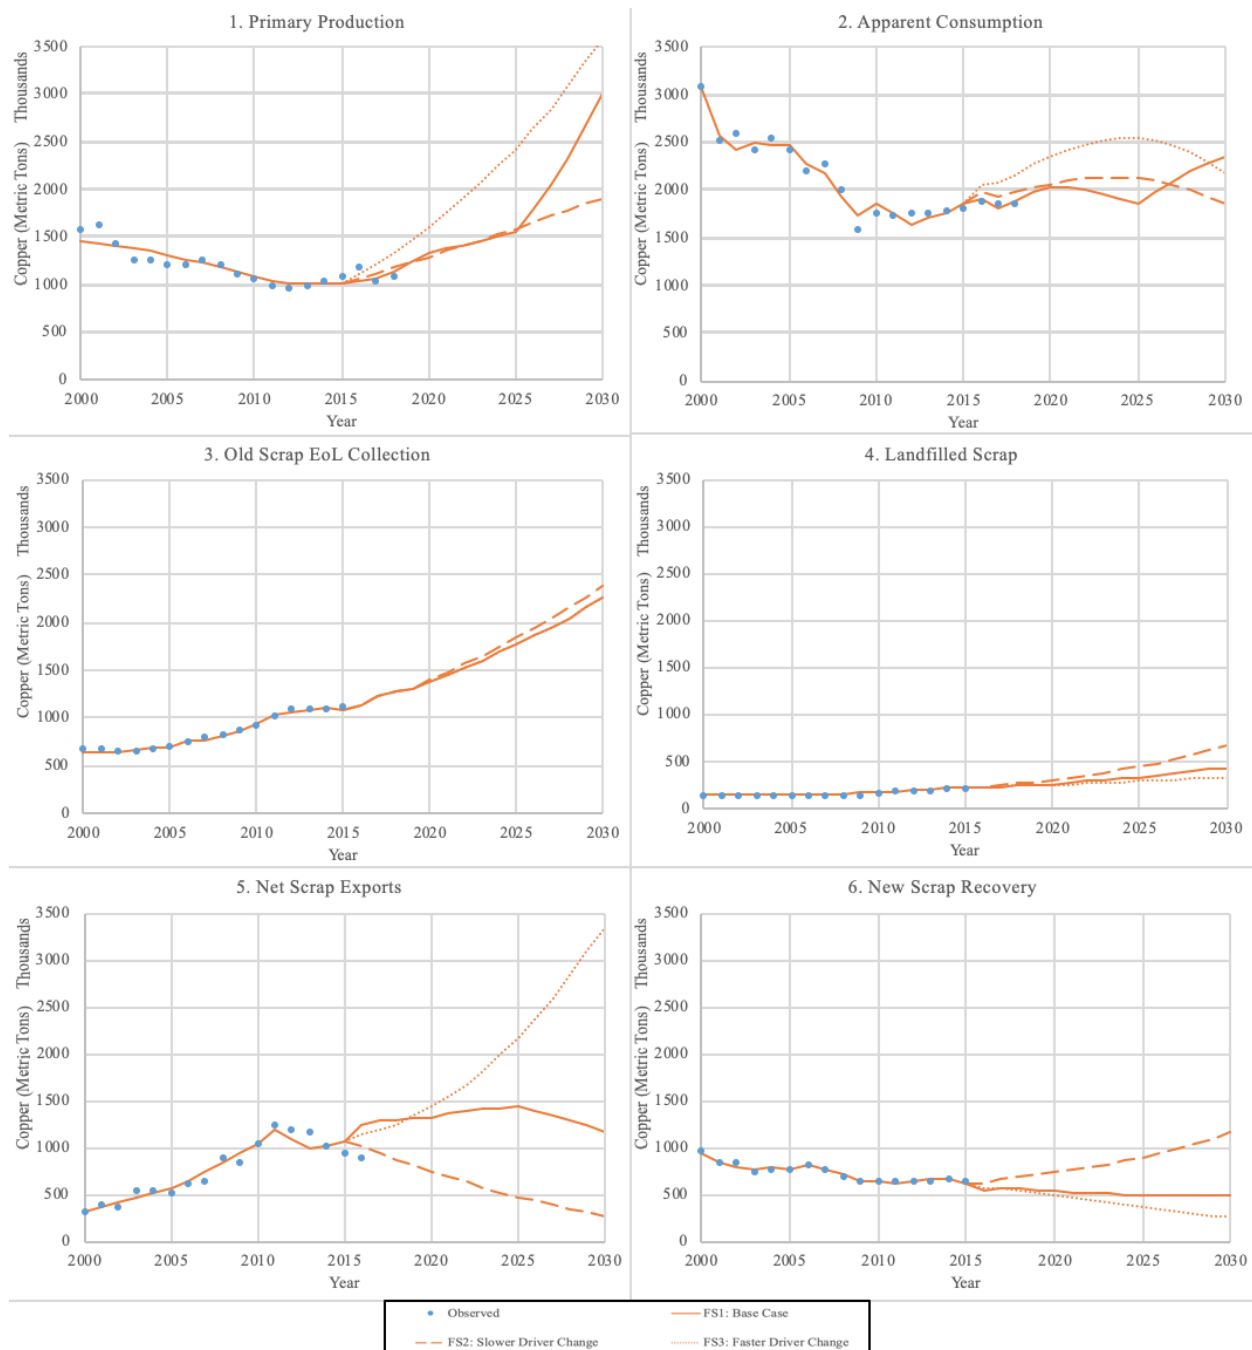 1. Primary Production
Copper (Metric Tons) Thousands
3500
3000
2500
2000
1500
1000
500
0
2000 2005 2010 2015 2020 2025 2030
Year
2. Apparent Consumption
Copper (Metric Tons) Thousands
3500
3000
2500
2000
1500
1000
500
0
2000 2005 2010 2015 2020 2025 2030
Year
3. Old Scrap EoL Collection
Copper (Metric Tons) Thousands
3500
3000
2500
2000
1500
1000
500
0
2000 2005 2010 2015 2020 2025 2030
Year
4. Landfilled Scrap
Copper (Metric Tons) Thousands
3500
3000
2500
2000
1500
1000
500
0
2000 2005 2010 2015 2020 2025 2030
Year
5. Net Scrap Exports
Copper (Metric Tons) Thousands
3500
3000
2500
2000
1500
1000
500
0
2000 2005 2010 2015 2020 2025 2030
Year
6. New Scrap Recovery
Copper (Metric Tons) Thousands
3500
3000
2500
2000
1500
1000
500
0
2000 2005 2010 2015 2020 2025 2030
Year
Observed
FS1: Base Case
FS2: Slower Driver Change
FS3: Faster Driver Change